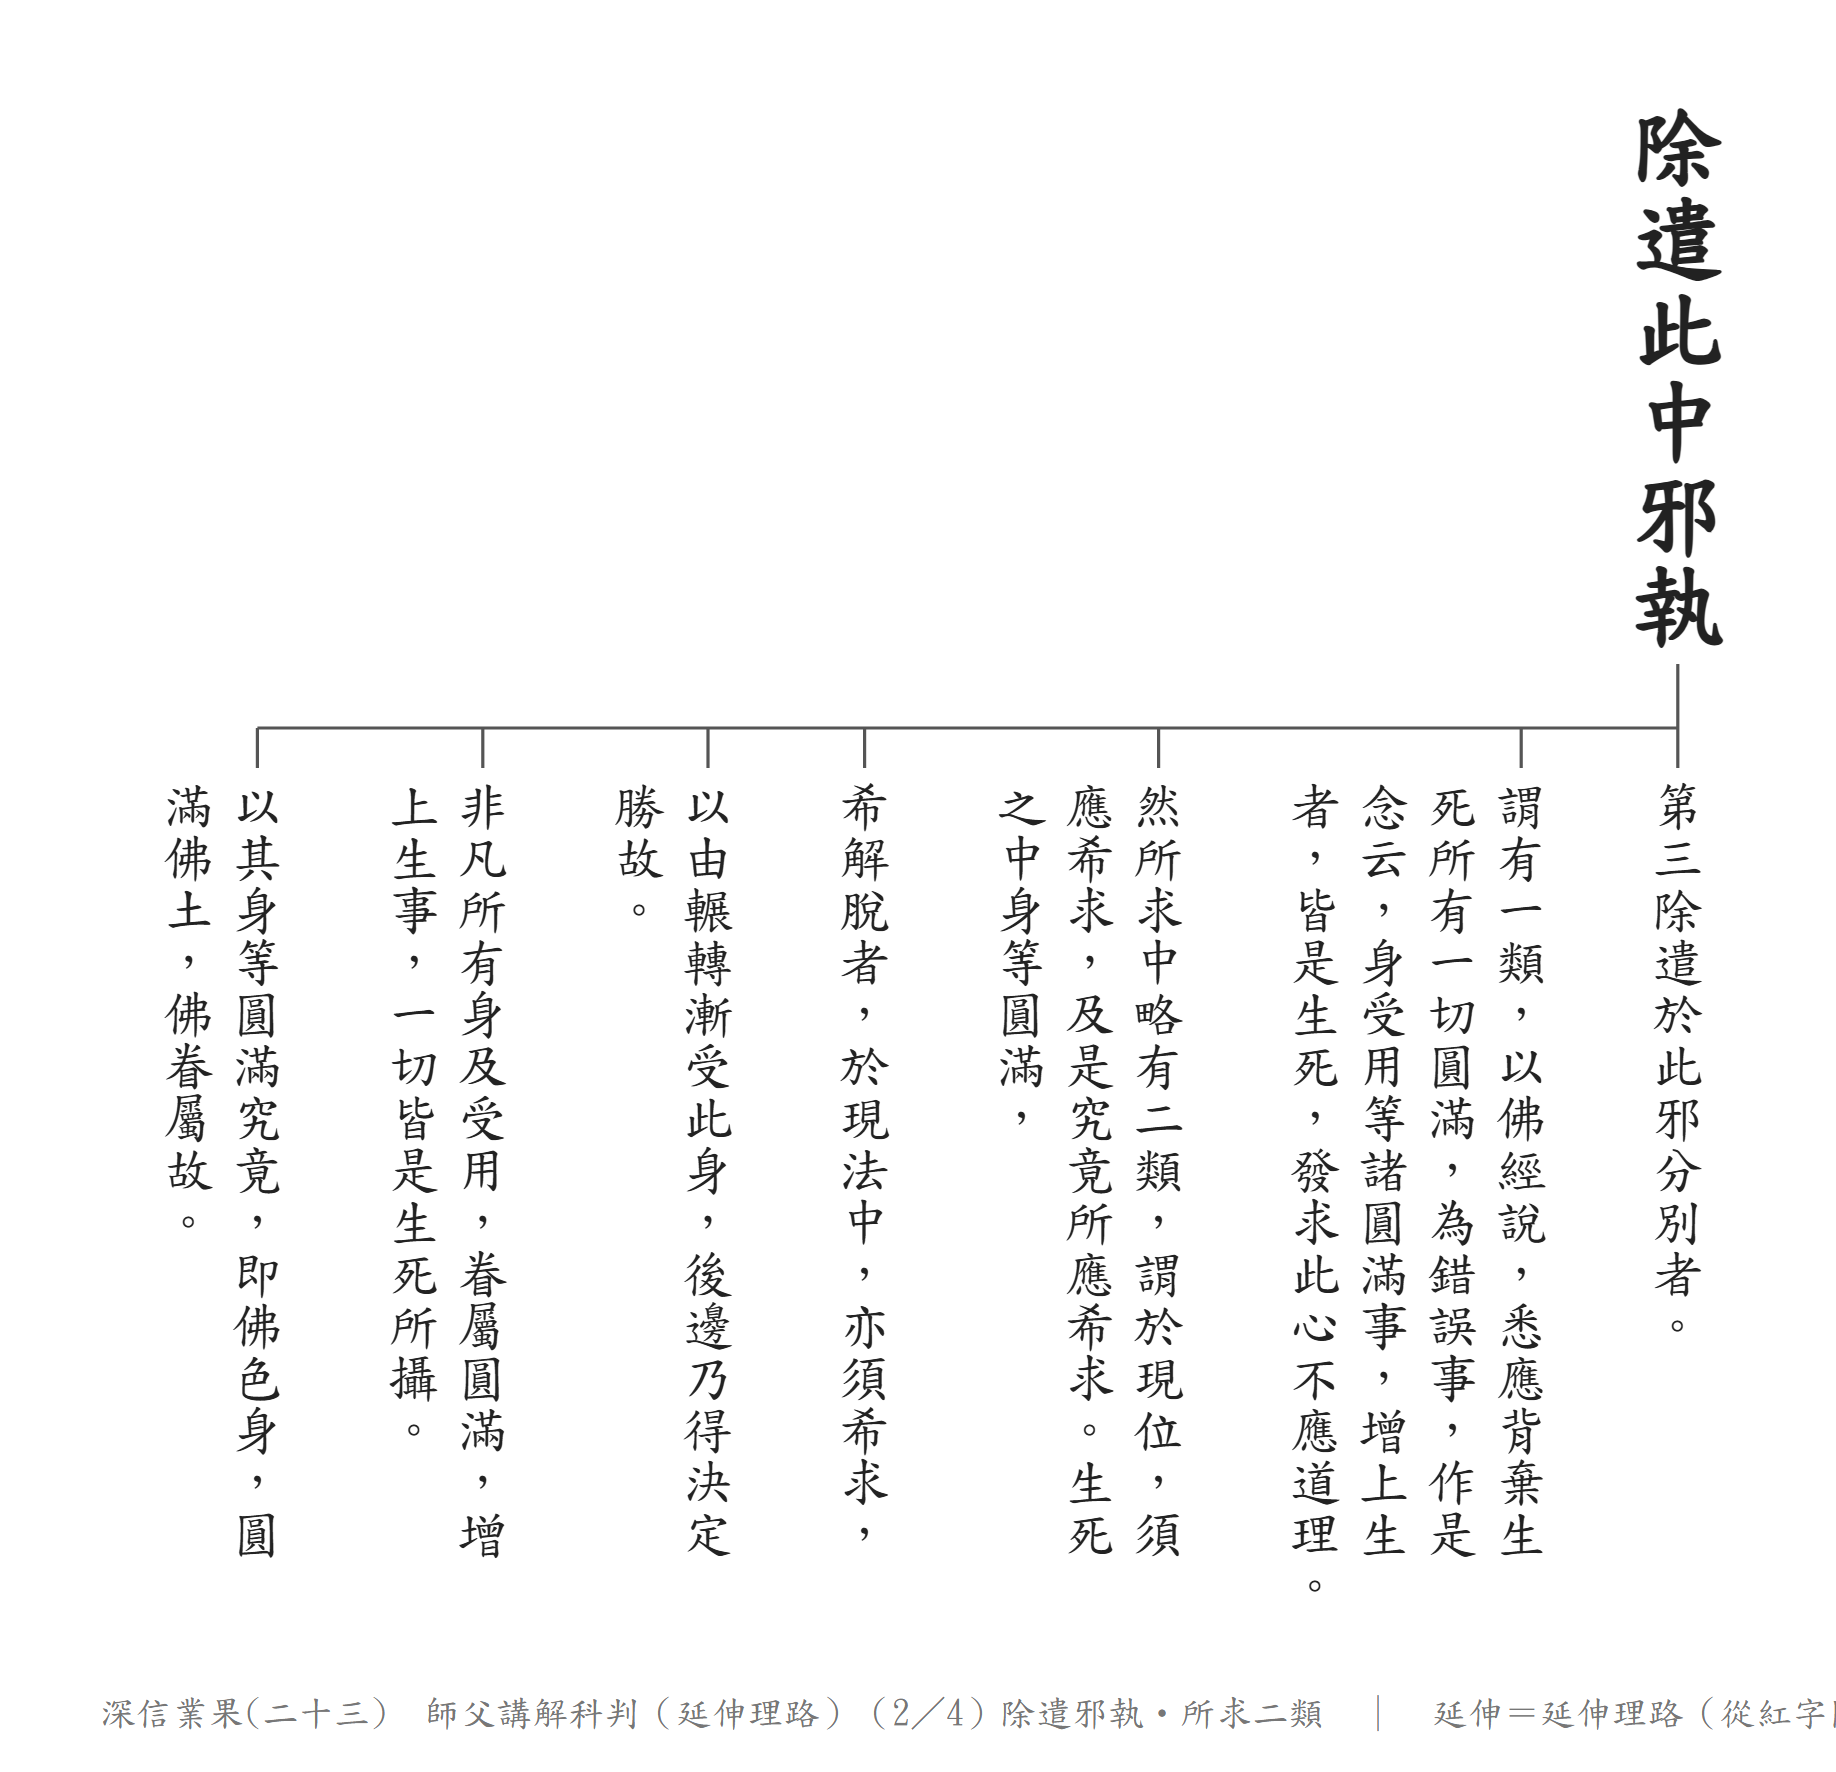 除遣此中邪執
第三除遣於此邪分別者。
謂有一類，以佛經說，悉應背棄生
死所有一切圓滿，為錯誤事，作是
念云，身受用等諸圓滿事，增上生
者，皆是生死，發求此心不應道理。
然所求中略有二類，謂於現位，須
應希求，及是究竟所應希求。生死
之中身等圓滿，
希解脫者，於現法中，亦須希求，
以由輾轉漸受此身，後邊乃得決定
勝故。
非凡所有身及受用，眷屬圓滿，增
上生事，一切皆是生死所攝。
以其身等圓滿究竟，即佛色身，圓
滿佛土，佛眷屬故。
深信業果(二十三)　師父講解科判（延伸理路）（2／4）除遣邪執・所求二類　｜　延伸＝延伸理路（從紅字